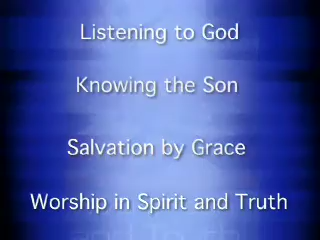 Listening to God
Knowing the Son
Salvation by Grace
Worship in Spirit and Truth